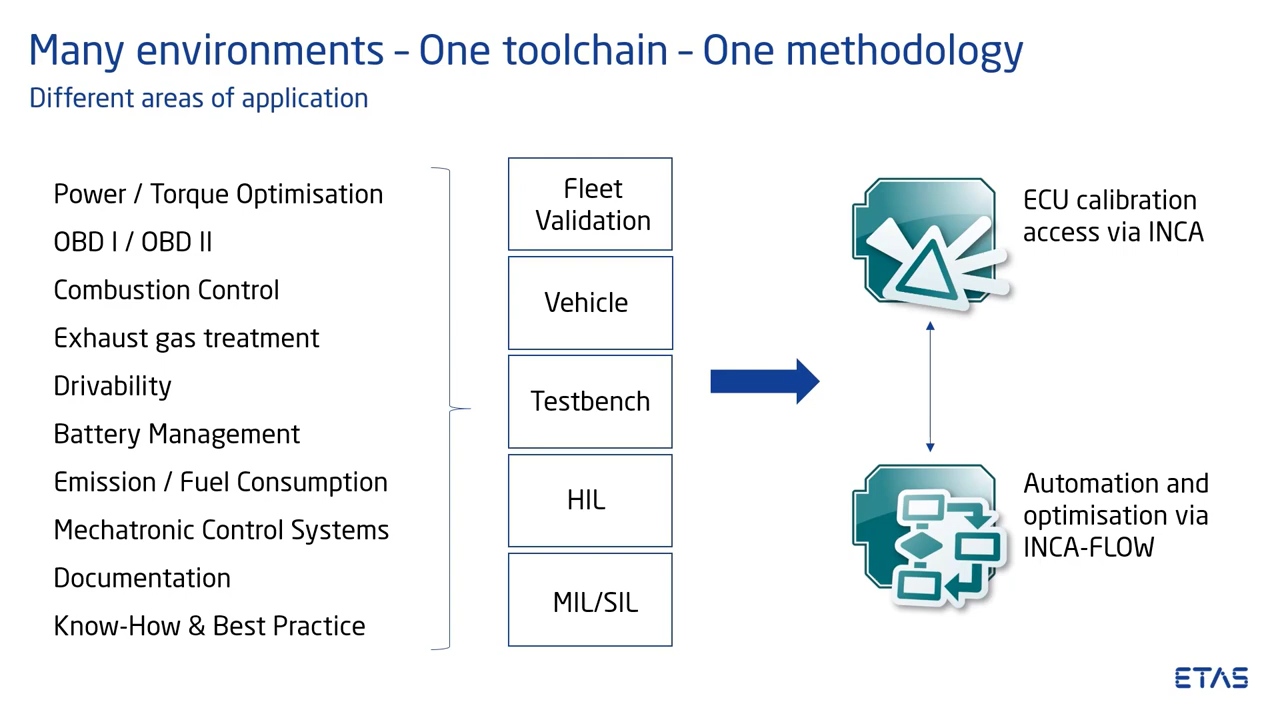 Many environments – One toolchain – One methodology
Different areas of application
Power / Torque Optimisation
OBD I / OBD II
Combustion Control
Exhaust gas treatment
Drivability
Battery Management
Emission / Fuel Consumption
Mechatronic Control Systems
Documentation
Know-How & Best Practice
Fleet
Validation
Vehicle
Testbench
HIL
MIL/SIL
ECU calibration
access via INCA
Automation and
optimisation via
INCA-FLOW
ETAS